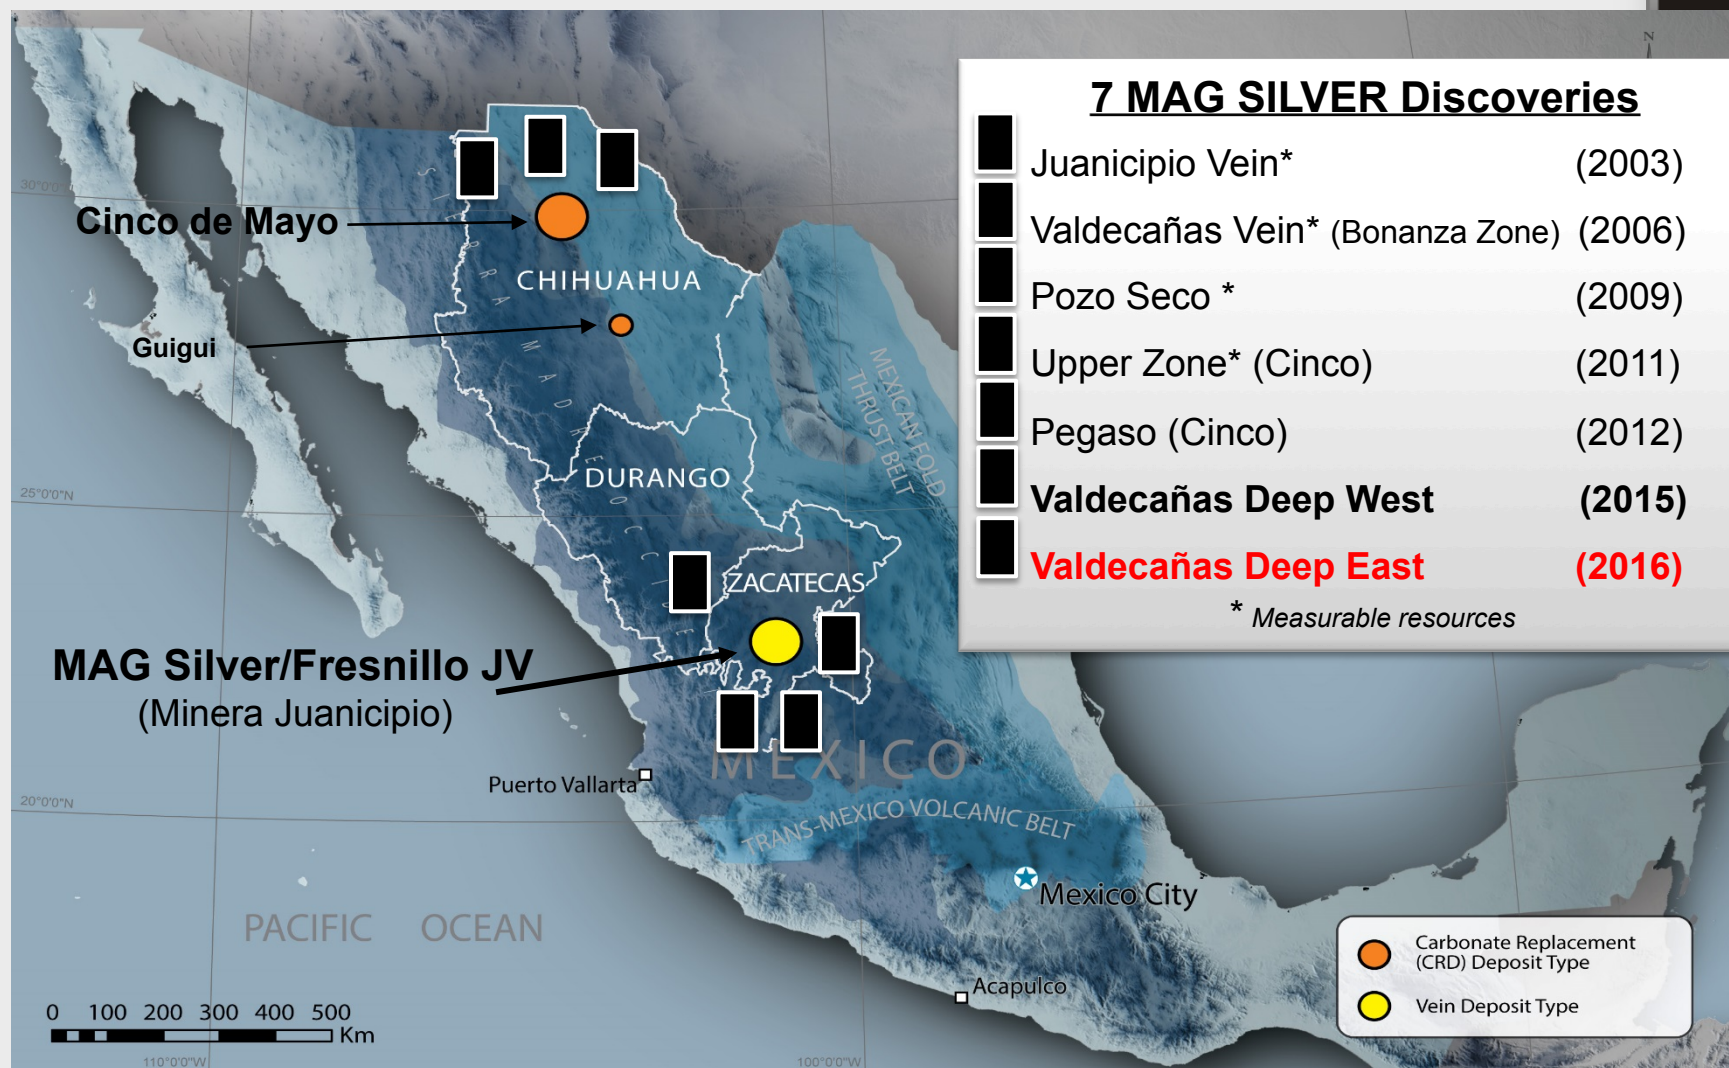 N
7 MAG SILVER Discoveries
Juanicipio Vein* (2003)
Valdecañas Vein* (Bonanza Zone) (2006)
Pozo Seco * (2009)
Upper Zone* (Cinco) (2011)
Pegaso (Cinco) (2012)
Valdecañas Deep West (2015)
Valdecañas Deep East (2016)
* Measurable resources
30°0'0"N
Cinco de Mayo
CHIHUAHUA
Guigui
SIERRA MADRE OCCIDE
MEXICAN FOLD
THRUST BELT
25°0'0"N
DURANGO
ZACATECAS
MAG Silver/Fresnillo JV
(Minera Juanicipio)
MEXICO
Puerto Vallarta
20°0'0"N
TRANS-MEXICO VOLCANIC BELT
Mexico City
PACIFIC OCEAN
Acapulco
Carbonate Replacement
(CRD) Deposit Type
Vein Deposit Type
0 100 200 300 400 500
Km
110°0'0"W
100°0'0"W